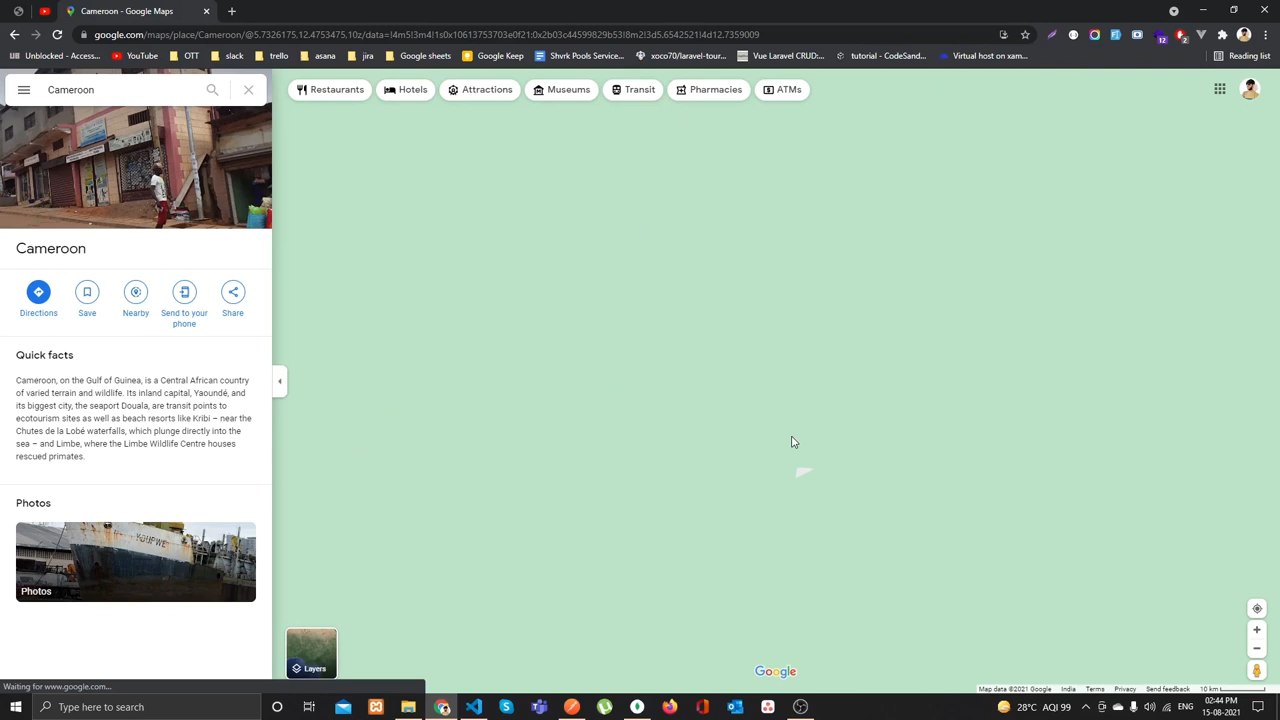 Cameroon - Google Maps
google.com/maps/place/Cameroon/@5.7326175,12.4753475,10z/data=!4m5!3m4!1s0x10613753703e0f21:0x2b03c44599829b53!8m2!3d5.6542521!4d12.7359009
12
2
Unblocked - Access...
YouTube
OTT
slack
trello
asana
jira
Google sheets
Google Keep
Shvrk Pools Service...
xoco70/laravel-tour...
Vue Laravel CRUD...
tutorial - CodeSand...
Virtual host on xam...
Reading list
Cameroon
Restaurants
Hotels
Attractions
Museums
Transit
Pharmacies
ATMs
Cameroon
Directions
Save
Nearby
Send to your
phone
Share
Quick facts
Cameroon, on the Gulf of Guinea, is a Central African country
of varied terrain and wildlife. Its inland capital, Yaoundé, and
its biggest city, the seaport Douala, are transit points to
ecotourism sites as well as beach resorts like Kribi – near the
Chutes de la Lobé waterfalls, which plunge directly into the
sea – and Limbe, where the Limbe Wildlife Centre houses
rescued primates.
Photos
YOUPWE
Photos
Layers
Google
Map data ©2021 Google
India
Terms
Privacy
Send feedback
10 km
Waiting for www.google.com...
Type here to search
28°C AQI 99
ENG
02:44 PM
15-08-2021